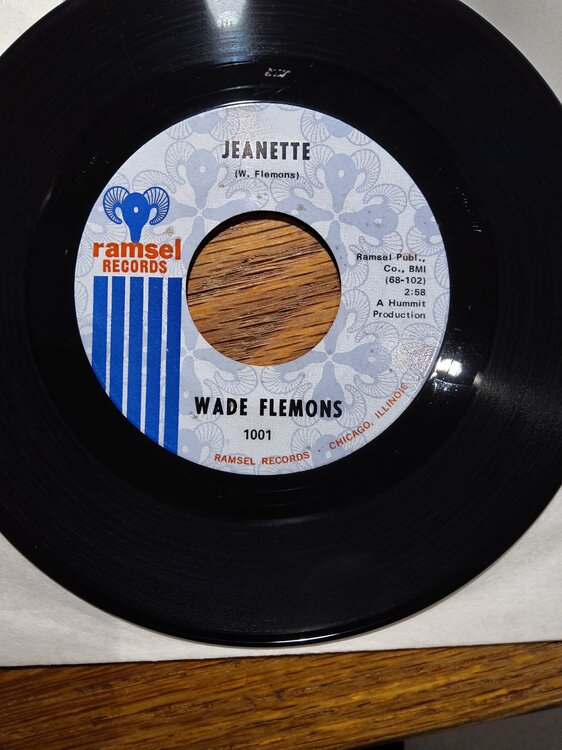 JEANETTE
(W. Flemons)
ramsel
RECORDS
Ramsel Publ.,
Co., BMI
(68-102)
2:58
A Hummit
Production
WADE FLEMONS
1001
RAMSEL RECORDS · CHICAGO, ILLINOIS